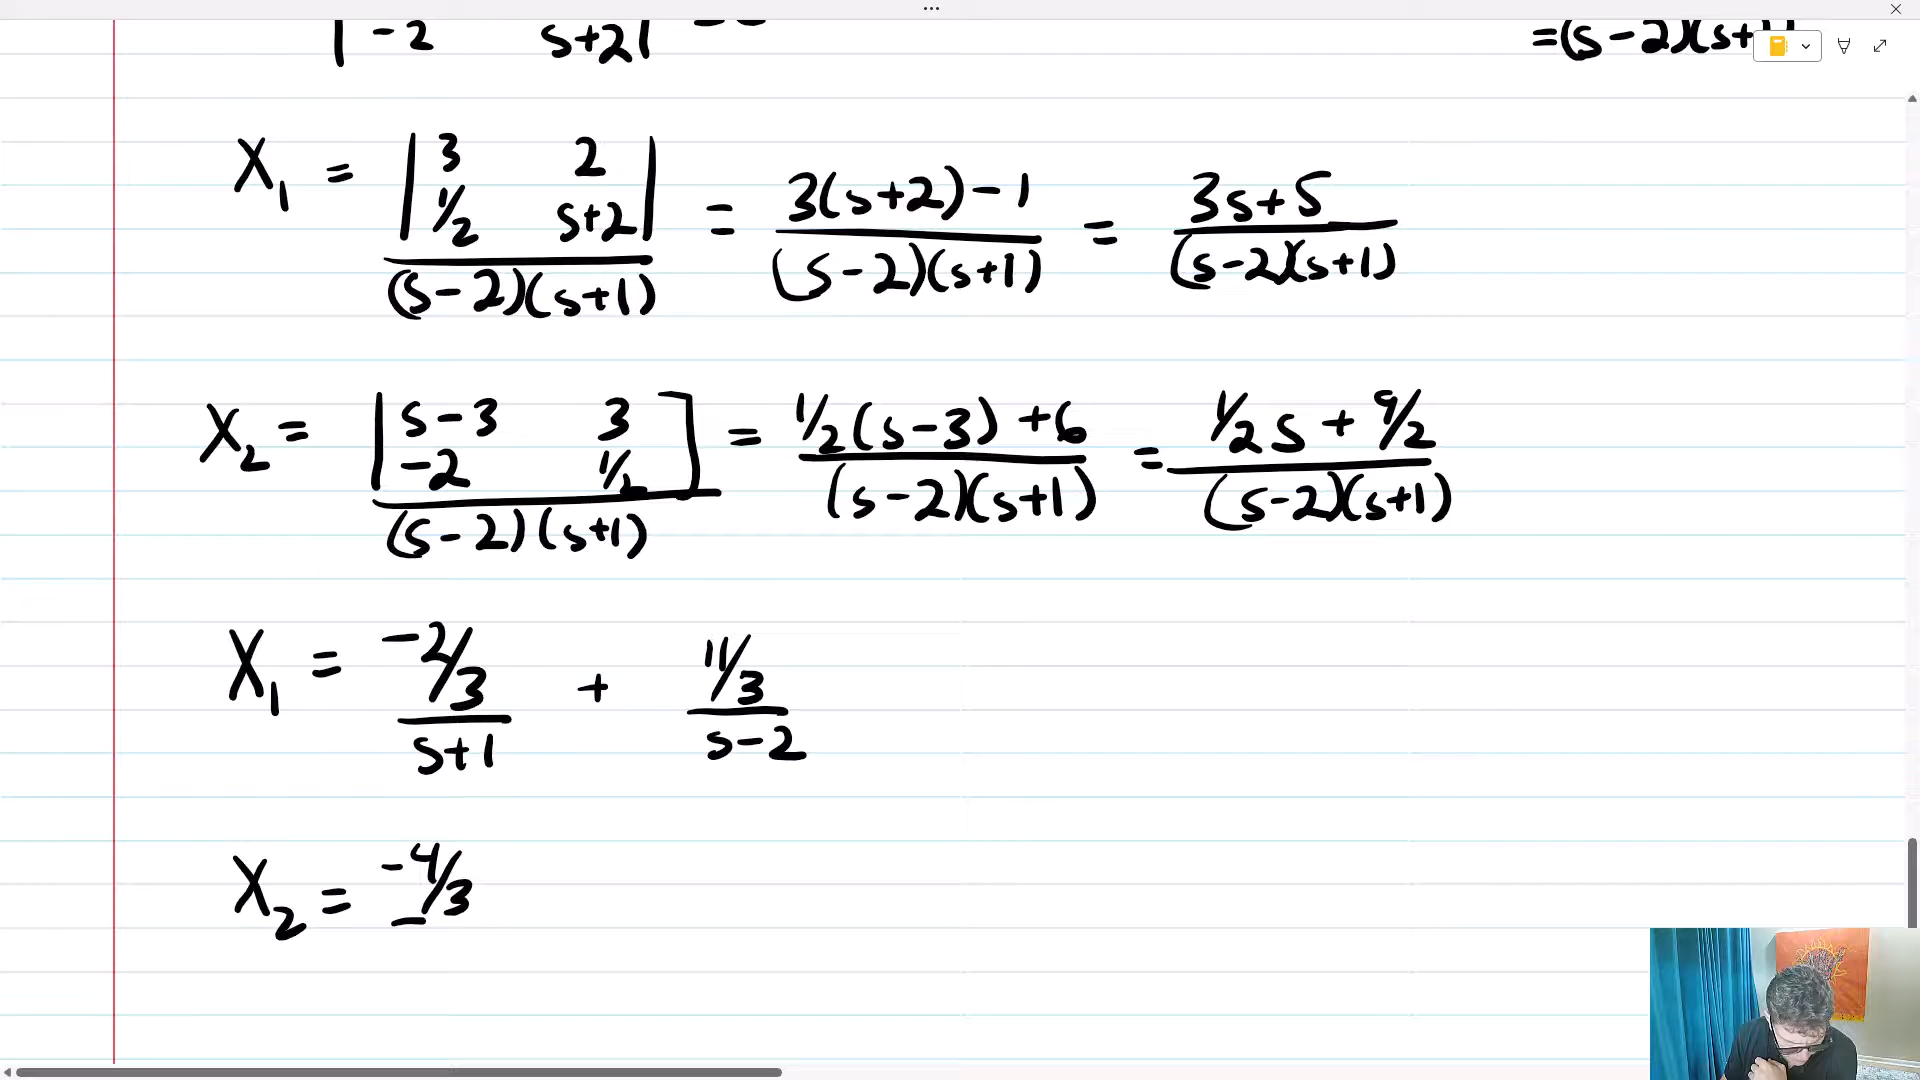 | -2 s+2 |
=(s-2)(s+1)
X₁ = | 3 2 | = 3(s+2)-1 = 3s+5
| 1/2 s+2 |
(s-2)(s+1) (s-2)(s+1) (s-2)(s+1)
X₂ = | s-3 3 ] = 1/2(s-3)+6 = 1/2s + 9/2
| -2 1/2 ]
(s-2)(s+1) (s-2)(s+1) (s-2)(s+1)
X₁ = -2/3 + 11/3
s+1 s-2
X₂ = -4/3